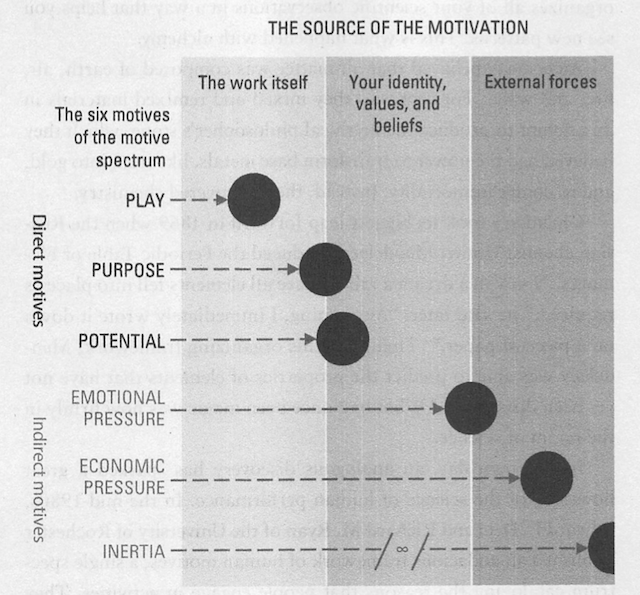 THE SOURCE OF THE MOTIVATION
The work itself
Your identity,
values, and
beliefs
External forces
The six motives
of the motive
spectrum
Direct motives
PLAY
PURPOSE
POTENTIAL
Indirect motives
EMOTIONAL
PRESSURE
ECONOMIC
PRESSURE
INERTIA
∞